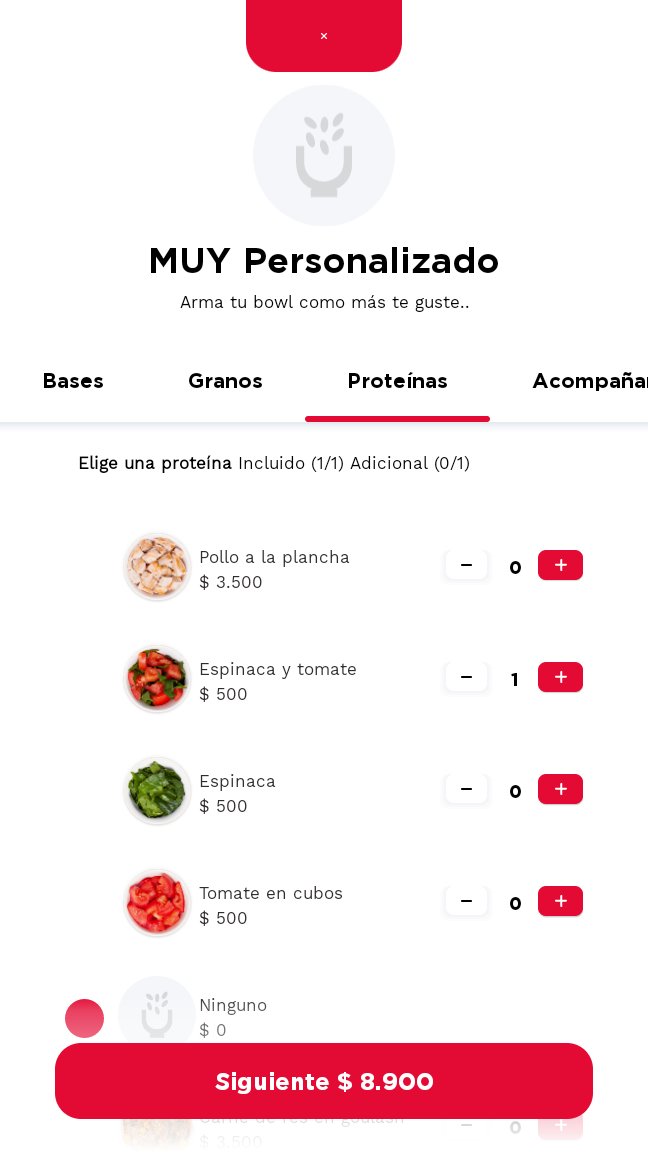 ×
MUY Personalizado
Arma tu bowl como más te guste..
Bases Granos Proteínas Acompaña
Elige una proteína Incluido (1/1) Adicional (0/1)
Pollo a la plancha
$ 3.500
− 0 +
Espinaca y tomate
$ 500
− 1 +
Espinaca
$ 500
− 0 +
Tomate en cubos
$ 500
− 0 +
Ninguno
$ 0
Siguiente $ 8.900
Carne de res en goulash
$ 3.500
− 0 +